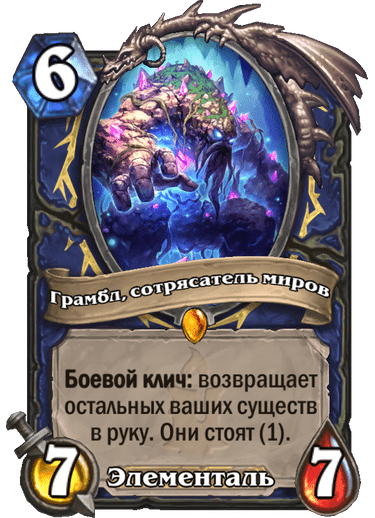 6
Грамбл, сотрясатель миров
Боевой клич: возвращает
остальных ваших существ
в руку. Они стоят (1).
7
Элементаль
7